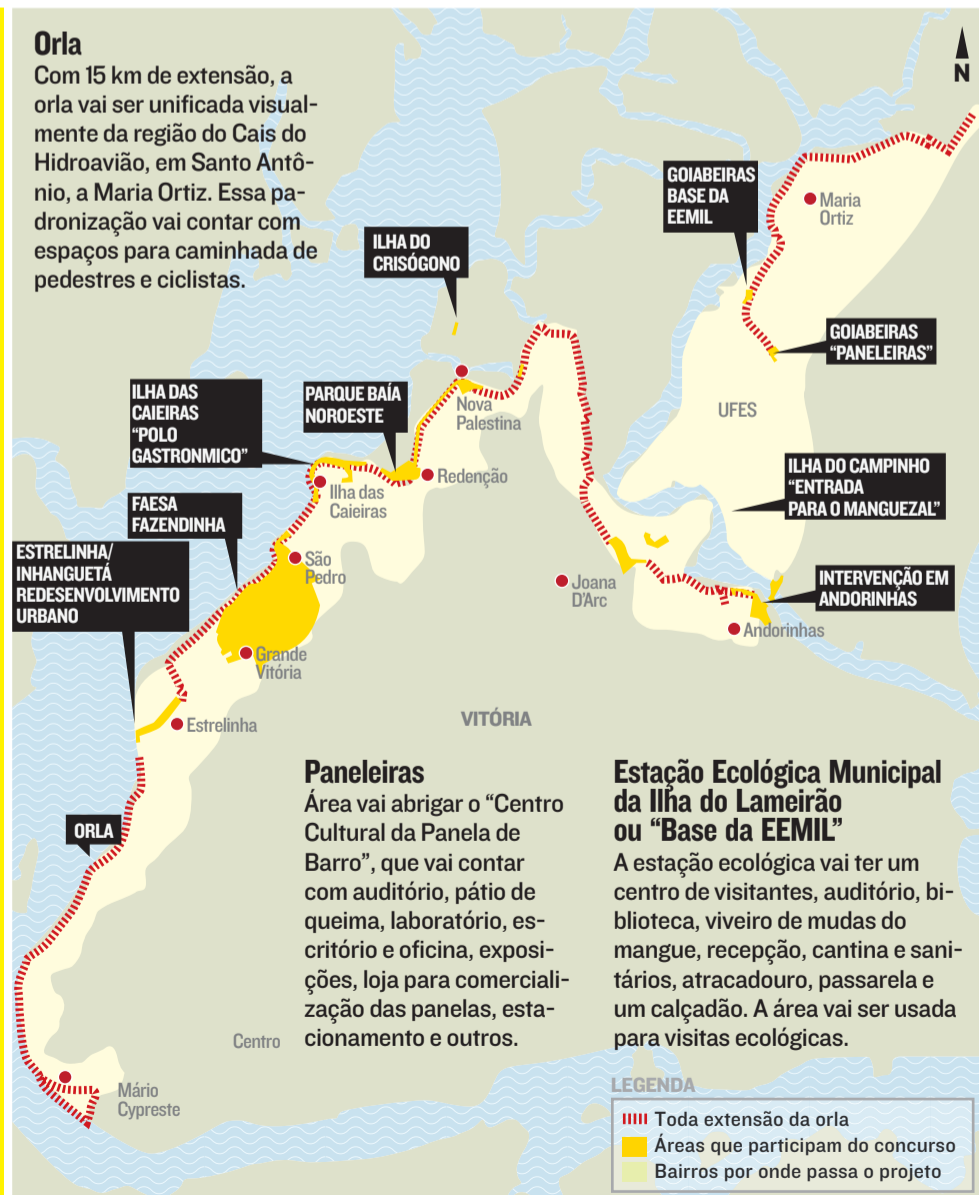 Orla
Com 15 km de extensão, a
orla vai ser unificada visual-
mente da região do Cais do
Hidroavião, em Santo Antô-
nio, a Maria Ortiz. Essa pa-
dronização vai contar com
espaços para caminhada de
pedestres e ciclistas.
N
GOIABEIRAS
BASE DA
EEMIL
Maria
Ortiz
ILHA DO
CRISÓGONO
GOIABEIRAS
“PANELEIRAS”
ILHA DAS
CAIEIRAS
“POLO
GASTRONMICO”
PARQUE BAÍA
NOROESTE
Nova
Palestina
UFES
Redenção
Ilha das
Caieiras
ILHA DO CAMPINHO
“ENTRADA
PARA O MANGUEZAL”
FAESA
FAZENDINHA
ESTRELINHA/
INHANGUETÁ
REDESENVOLVIMENTO
URBANO
São
Pedro
Joana
D'Arc
INTERVENÇÃO EM
ANDORINHAS
Andorinhas
Grande
Vitória
Estrelinha
VITÓRIA
ORLA
Paneleiras
Área vai abrigar o “Centro
Cultural da Panela de
Barro”, que vai contar
com auditório, pátio de
queima, laboratório, es-
critório e oficina, exposi-
ções, loja para comerciali-
zação das panelas, esta-
cionamento e outros.
Estação Ecológica Municipal
da Ilha do Lameirão
ou “Base da EEMIL”
A estação ecológica vai ter um
centro de visitantes, auditório, bi-
blioteca, viveiro de mudas do
mangue, recepção, cantina e sani-
tários, atracadouro, passarela e
um calçadão. A área vai ser usada
para visitas ecológicas.
Centro
Mário
Cypreste
LEGENDA
Toda extensão da orla
Áreas que participam do concurso
Bairros por onde passa o projeto